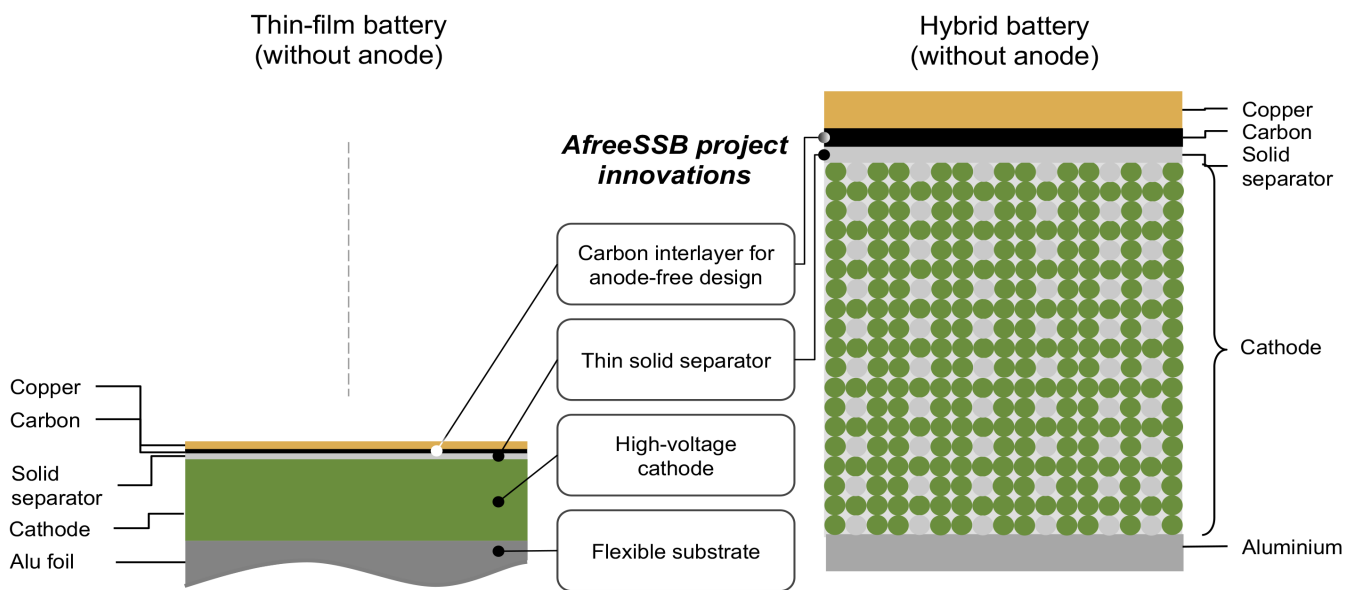 Thin-film battery
(without anode)
Hybrid battery
(without anode)
AfreeSSB project
innovations
Carbon interlayer for
anode-free design
Thin solid separator
High-voltage
cathode
Flexible substrate
Copper
Carbon
Solid
separator
Cathode
Alu foil
Copper
Carbon
Solid
separator
Cathode
Aluminium